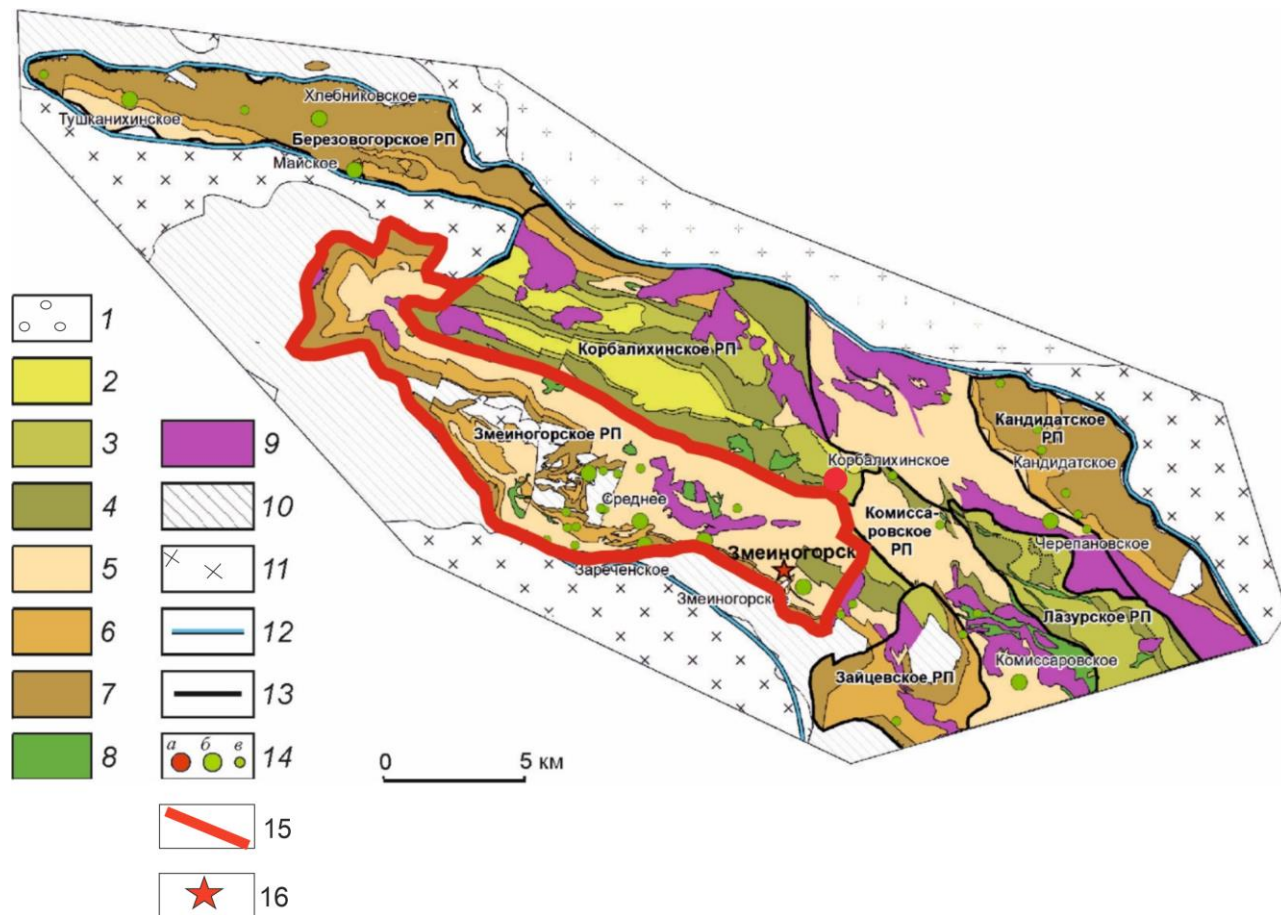 Хлебниковское
Тушканихинское
Березовогорское РП
Майское
Корбалихинское РП
Кандидатское
РП
Змеиногорское РП
Корбалихинское
Кандидатское
Среднее
Комисса-
ровское
РП
Змеиногорск
Черепановское
Зареченское
Змеиногорское
Лазурское РП
Комиссаровское
Зайцевское РП
1
2
3
4
5
6
7
8
9
10
11
12
13
а б в
14
15
16
0 5 км